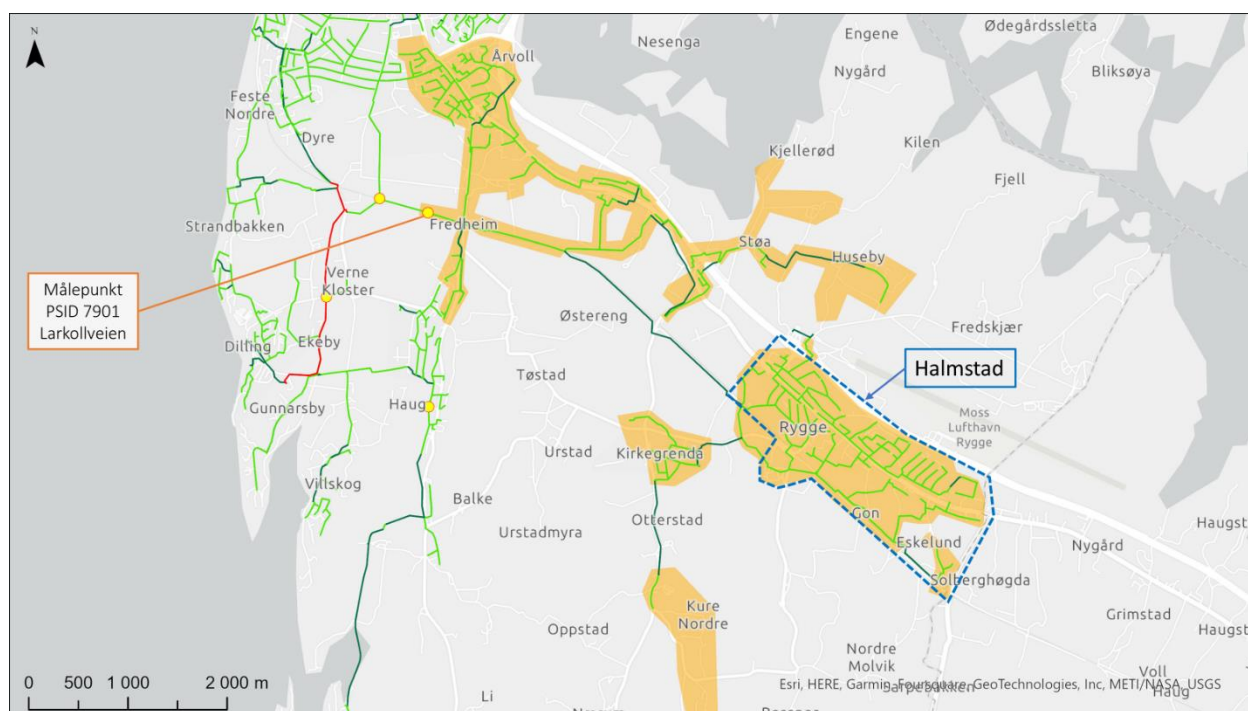 N
Nesenga
Engene
Ødegårdssletta
Årvoll
Nygård
Bliksøya
Feste
Nordre
Dyre
Kjellerød
Kilen
Fjell
Strandbakken
Fredheim
Støa
Huseby
Målepunkt
PSID 7901
Larkollveien
Verne
Kloster
Østereng
Fredskjær
Dilling
Ekeby
Halmstad
Tøstad
Gunnarsby
Haug
Rygge
Moss
Lufthavn
Rygge
Urstad
Kirkegrenda
Villskog
Balke
Otterstad
Gon
Urstadmyra
Eskelund
Nygård
Haugst
Solberghøgda
Kure
Nordre
Grimstad
Haugst
Oppstad
Nordre
Molvik
Voll
Haug
0 500 1 000 2 000 m
Li
Esri, HERE, Garmin, Foursquare, GeoTechnologies, Inc, METI/NASA, USGS